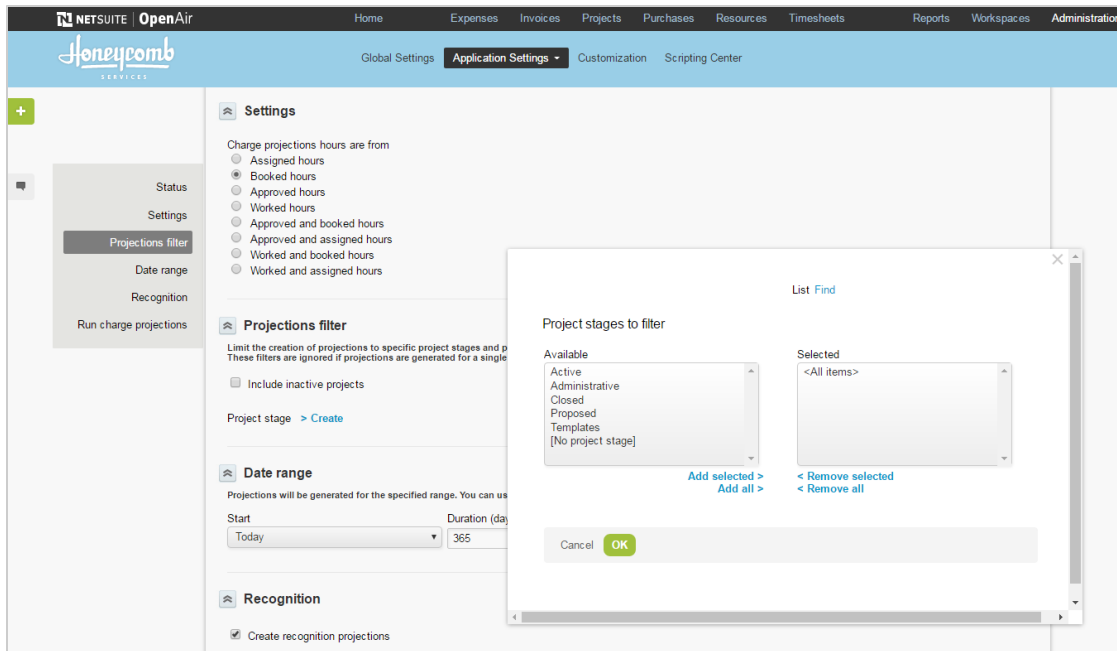 NETSUITE OpenAir
Home Expenses Invoices Projects Purchases Resources Timesheets Reports Workspaces Administration
Honeycomb
SERVICES
Global Settings Application Settings Customization Scripting Center
Status
Settings
Projections filter
Date range
Recognition
Run charge projections
Settings
Charge projections hours are from
Assigned hours
Booked hours
Approved hours
Worked hours
Approved and booked hours
Approved and assigned hours
Worked and booked hours
Worked and assigned hours
Projections filter
Limit the creation of projections to specific project stages and p
These filters are ignored if projections are generated for a single
Include inactive projects
Project stage > Create
Date range
Projections will be generated for the specified range. You can us
Start Duration (day
Today 365
Recognition
Create recognition projections
List Find
Project stages to filter
Available Selected
Active <All items>
Administrative
Closed
Proposed
Templates
[No project stage]
Add selected > < Remove selected
Add all > < Remove all
Cancel OK